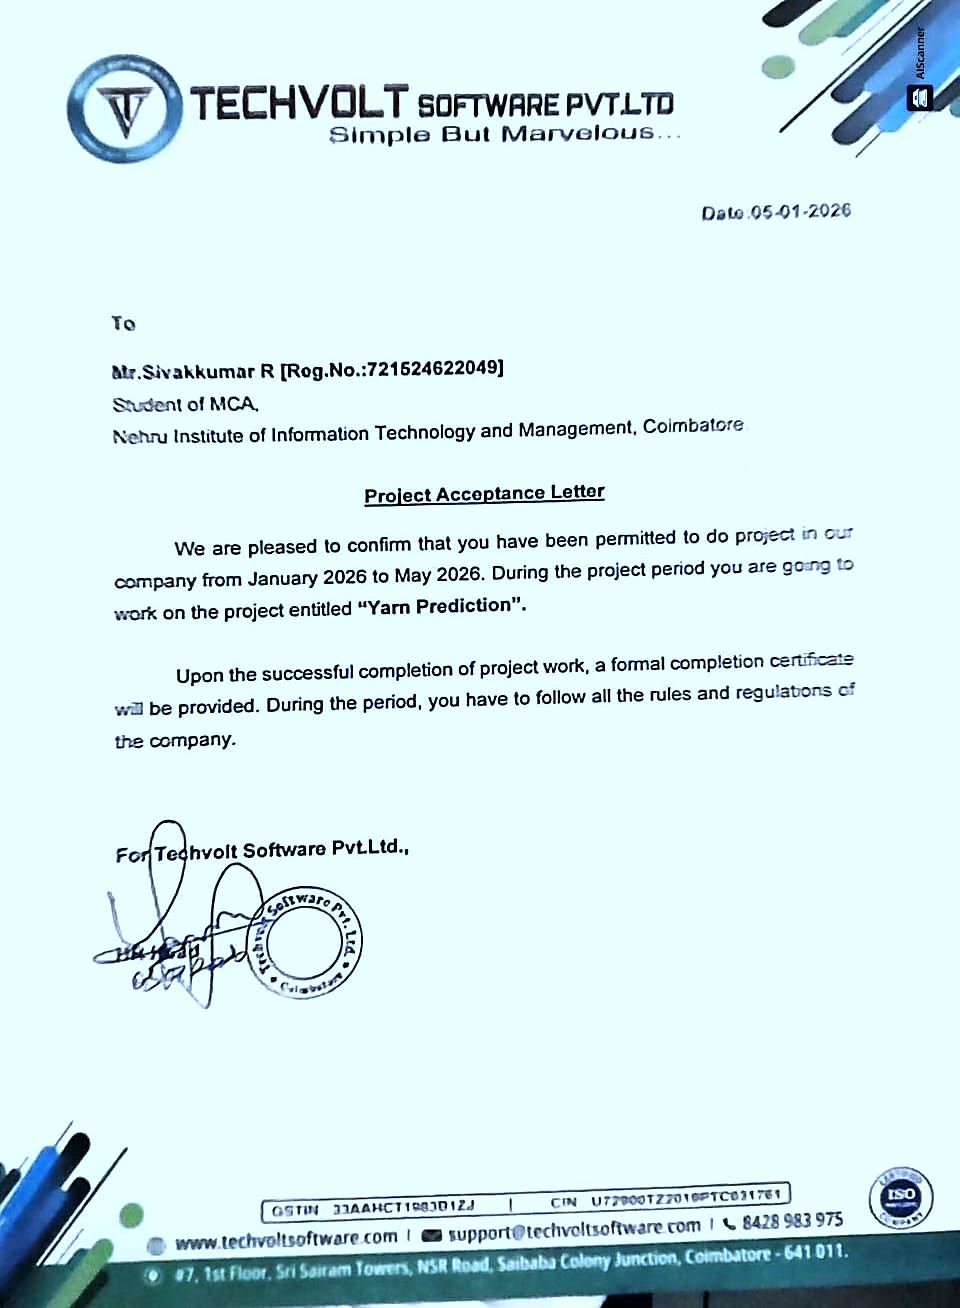 AIScanner
TECHVOLT SOFTWARE PVT.LTD
Simple But Marvelous...
Date.05-01-2026
To
Mr.Sivakkumar R [Reg.No.:721524622049]
Student of MCA,
Nehru Institute of Information Technology and Management, Coimbatore
Project Acceptance Letter
We are pleased to confirm that you have been permitted to do project in our
company from January 2026 to May 2026. During the project period you are going to
work on the project entitled “Yarn Prediction”.
Upon the successful completion of project work, a formal completion certificate
will be provided. During the period, you have to follow all the rules and regulations of
the company.
For Techvolt Software Pvt.Ltd.,
Techvolt Software Pvt. Ltd.
Coimbatore
GSTIN | CIN
www.techvoltsoftware.com | support@techvoltsoftware.com | 8428 983 975
#7, 1st Floor, Sri Sairam Towers, NSR Road, Saibaba Colony Junction, Coimbatore - 641 011.
CERTIFIED
ISO
COMPANY